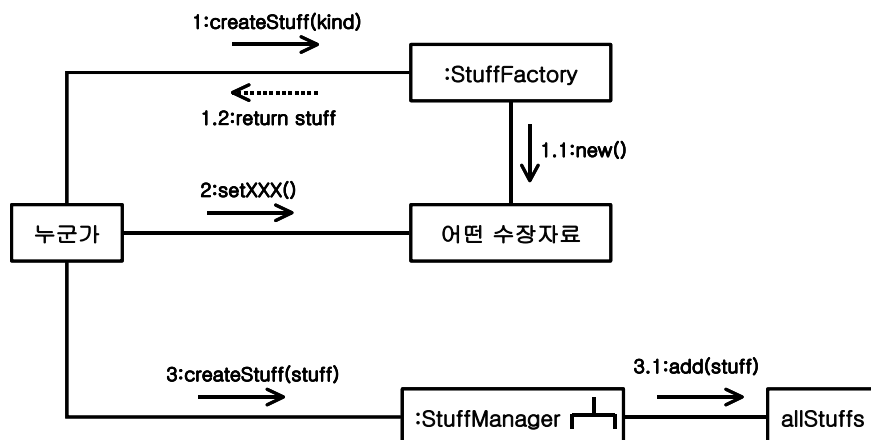 1:createStuff(kind)
:StuffFactory
1.2:return stuff
1.1:new()
2:setXXX()
누군가
어떤 수장자료
3:createStuff(stuff)
3.1:add(stuff)
:StuffManager
allStuffs